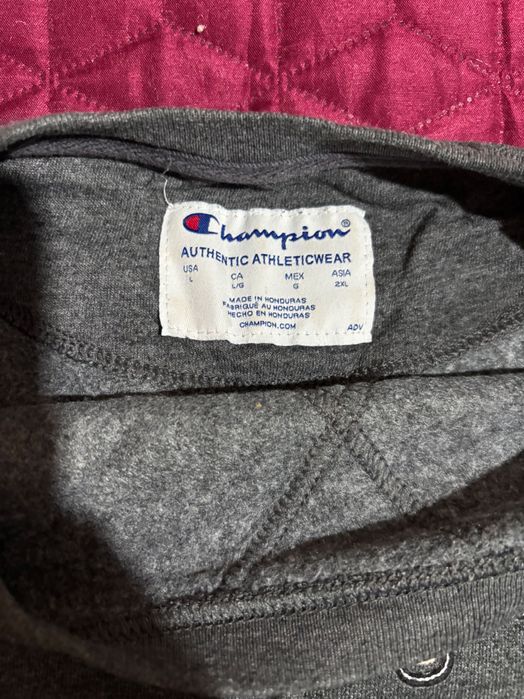 Champion®
AUTHENTIC ATHLETICWEAR
USA CA MEX ASIA
L L/G G 2XL
MADE IN HONDURAS
FABRIQUÉ AU HONDURAS
HECHO EN HONDURAS
CHAMPION.COM
ADV